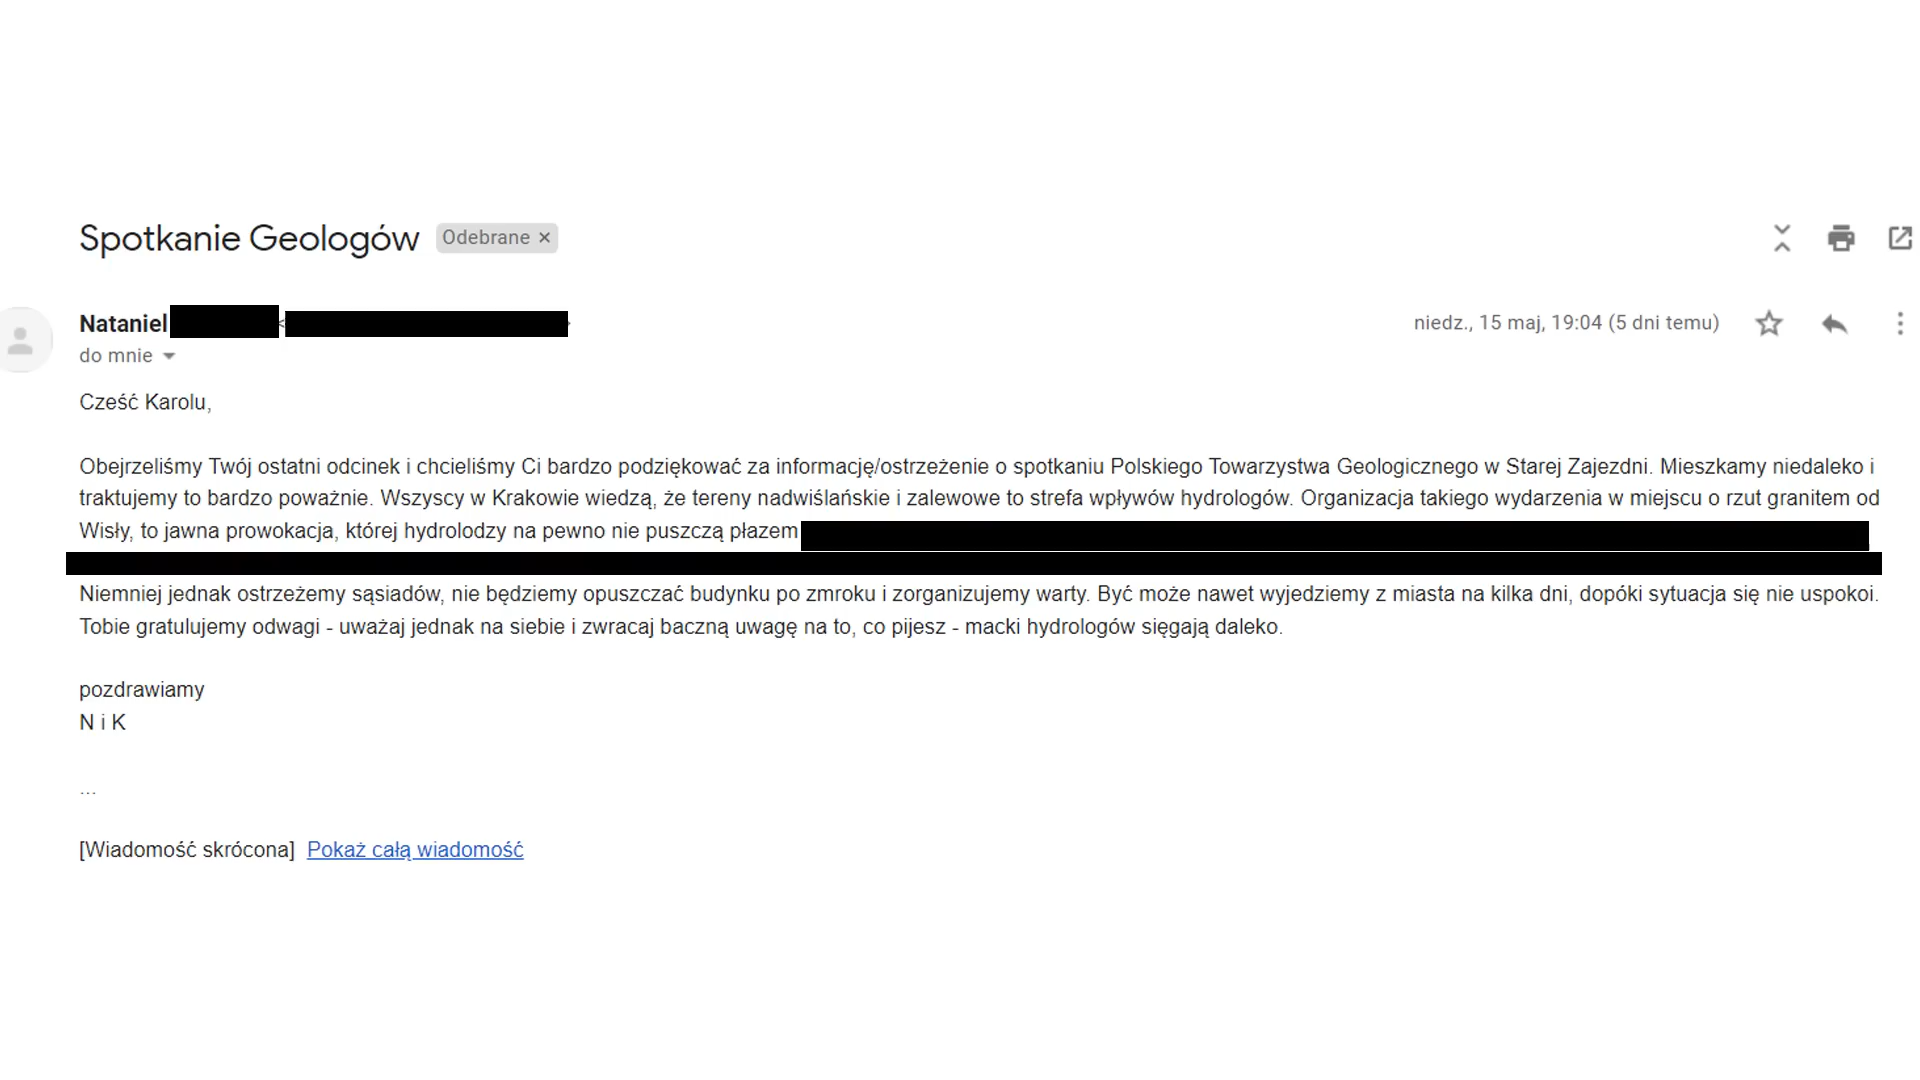 Spotkanie Geologów Odebrane ×
Nataniel
niedz., 15 maj, 19:04 (5 dni temu)
do mnie
Cześć Karolu,
Obejrzeliśmy Twój ostatni odcinek i chcieliśmy Ci bardzo podziękować za informację/ostrzeżenie o spotkaniu Polskiego Towarzystwa Geologicznego w Starej Zajezdni. Mieszkamy niedaleko i
traktujemy to bardzo poważnie. Wszyscy w Krakowie wiedzą, że tereny nadwiślańskie i zalewowe to strefa wpływów hydrologów. Organizacja takiego wydarzenia w miejscu o rzut granitem od
Wisły, to jawna prowokacja, której hydrolodzy na pewno nie puszczą płazem
Niemniej jednak ostrzeżemy sąsiadów, nie będziemy opuszczać budynku po zmroku i zorganizujemy warty. Być może nawet wyjedziemy z miasta na kilka dni, dopóki sytuacja się nie uspokoi.
Tobie gratulujemy odwagi - uważaj jednak na siebie i zwracaj baczną uwagę na to, co pijesz - macki hydrologów sięgają daleko.
pozdrawiamy
N i K
...
[Wiadomość skrócona] Pokaż całą wiadomość